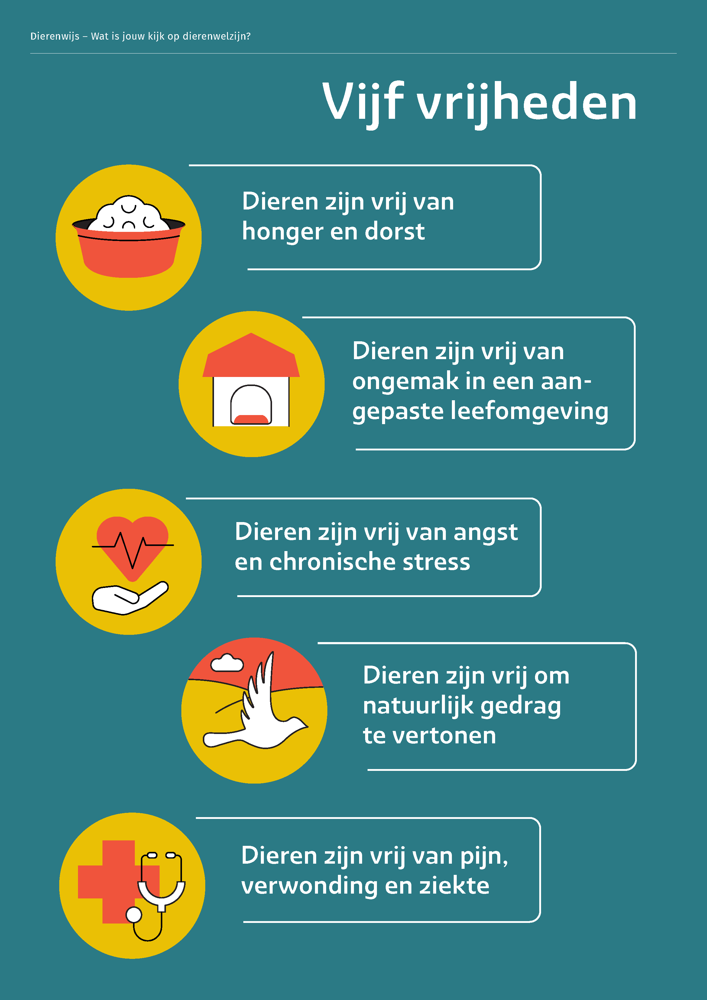 Dierenwijs – Wat is jouw kijk op dierenwelzijn?
Vijf vrijheden
Dieren zijn vrij van
honger en dorst
Dieren zijn vrij van
ongemak in een aan-
gepaste leefomgeving
Dieren zijn vrij van angst
en chronische stress
Dieren zijn vrij om
natuurlijk gedrag
te vertonen
Dieren zijn vrij van pijn,
verwonding en ziekte